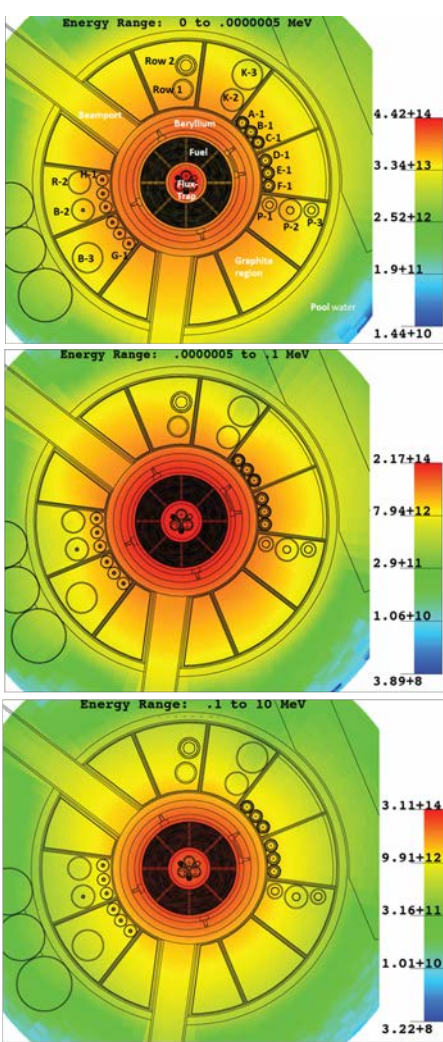 Energy Range: 0 to .0000005 MeV
Row 2
K-3
Row 1
K-2
A-1
B-1
C-1
D-1
E-1
F-1
Beamport
Beryllium
Fuel
Flux-
Trap
H-1
R-2
B-2
B-3
G-1
P-1
P-2
P-3
Graphite
region
Pool water
4.42+14
3.34+13
2.52+12
1.9+11
1.44+10
Energy Range: .0000005 to .1 MeV
2.17+14
7.94+12
2.9+11
1.06+10
3.89+8
Energy Range: .1 to 10 MeV
3.11+14
9.91+12
3.16+11
1.01+10
3.22+8